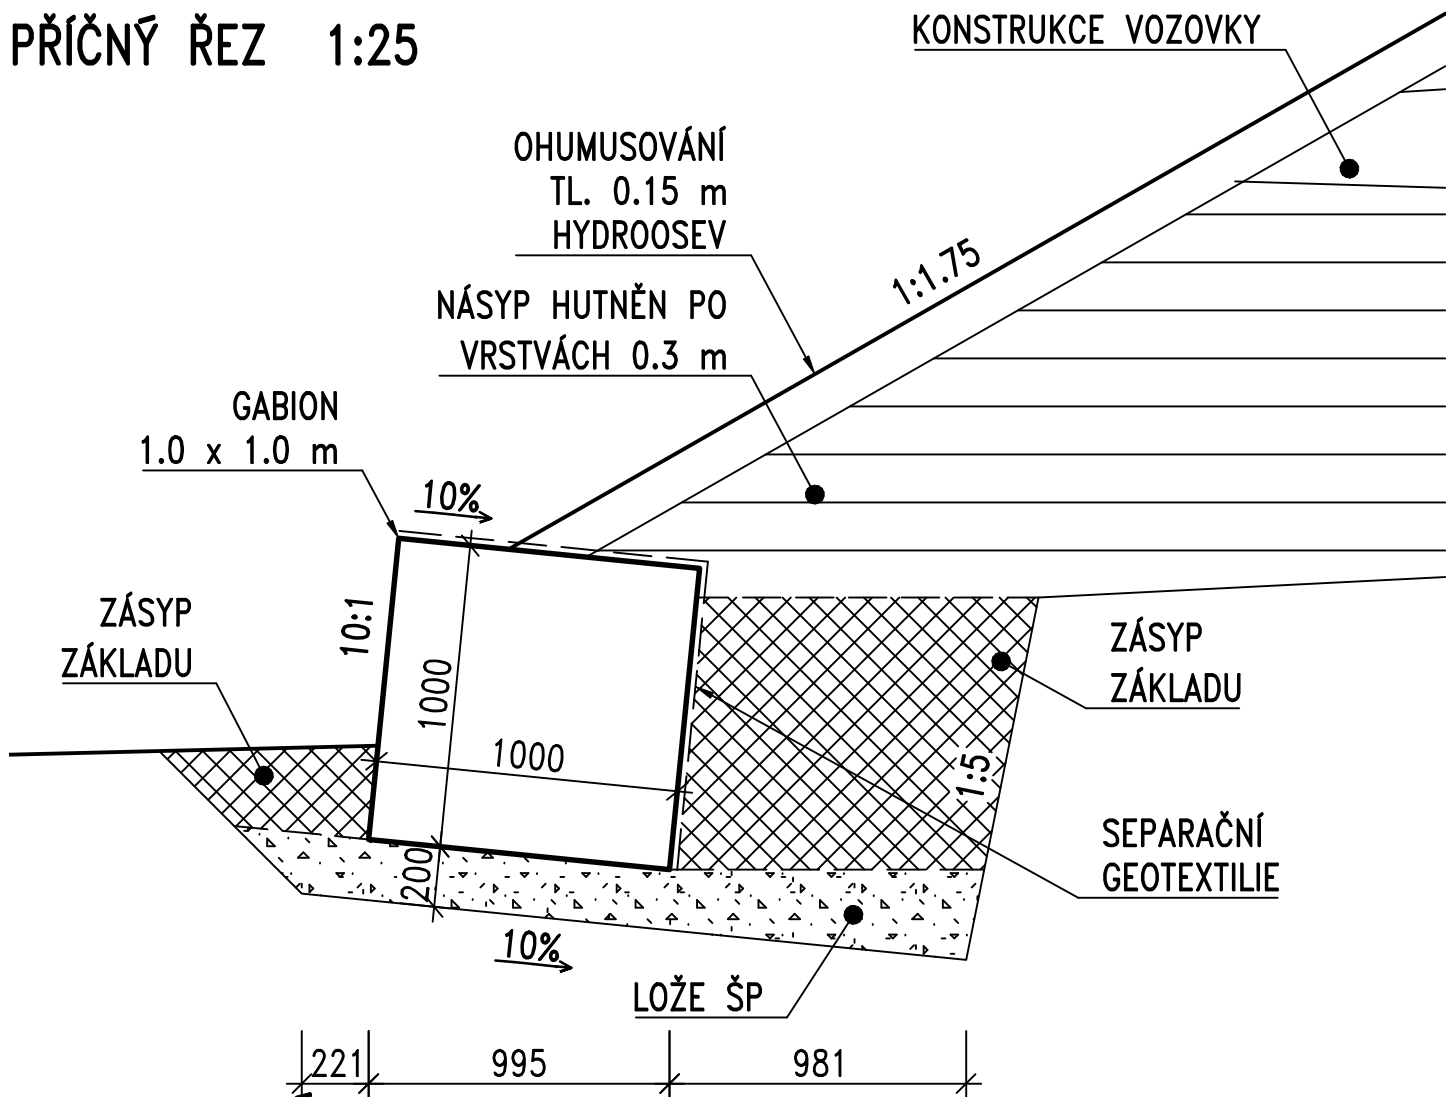 PŘÍČNÝ ŘEZ 1:25
KONSTRUKCE VOZOVKY
OHUMUSOVÁNÍ
TL. 0.15 m
HYDROOSEV
1:1.75
NÁSYP HUTNĚN PO
VRSTVÁCH 0.3 m
GABION
1.0 x 1.0 m
10%
10:1
ZÁSYP
ZÁKLADU
ZÁSYP
ZÁKLADU
1000
1000
1:5
SEPARAČNÍ
GEOTEXTILIE
200
10%
LOŽE ŠP
221
995
981